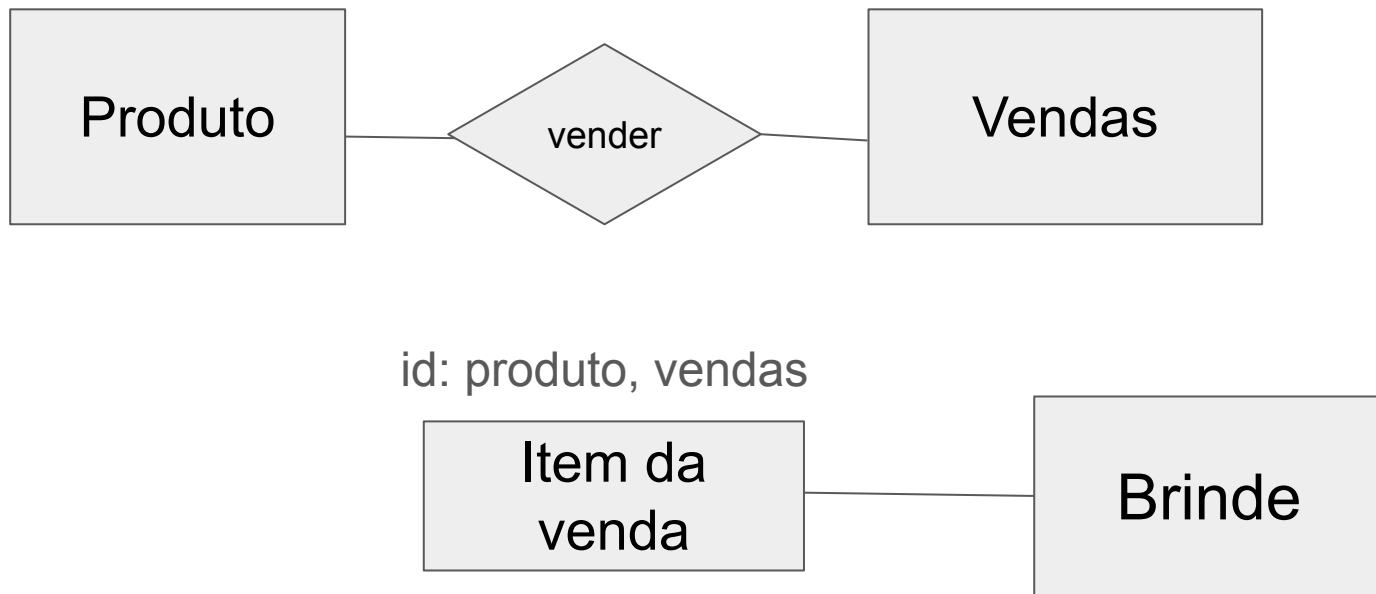 Produto
vender
Vendas
id: produto, vendas
Item da
venda
Brinde